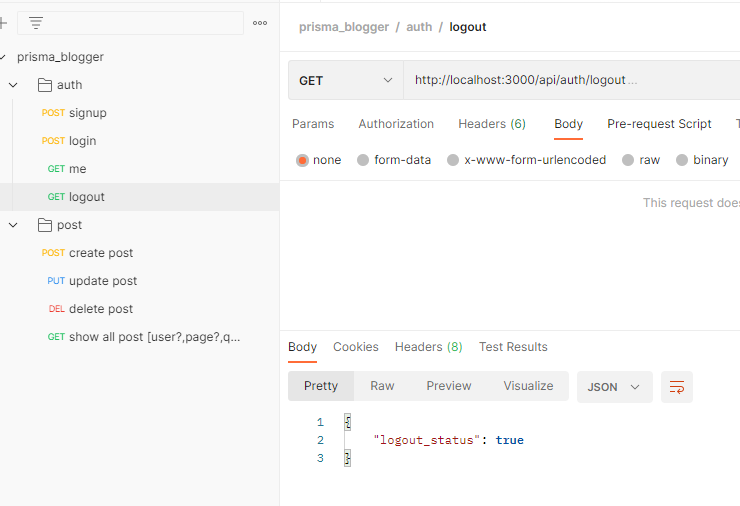 prisma_blogger
auth
POST signup
POST login
GET me
GET logout
post
POST create post
PUT update post
DEL delete post
GET show all post [user?,page?,q...
prisma_blogger / auth / logout
GET http://localhost:3000/api/auth/logout ...
Params Authorization Headers (6) Body Pre-request Script T
none form-data x-www-form-urlencoded raw binary
This request does
Body Cookies Headers (8) Test Results
Pretty Raw Preview Visualize JSON
1 {
2 "logout_status": true
3 }